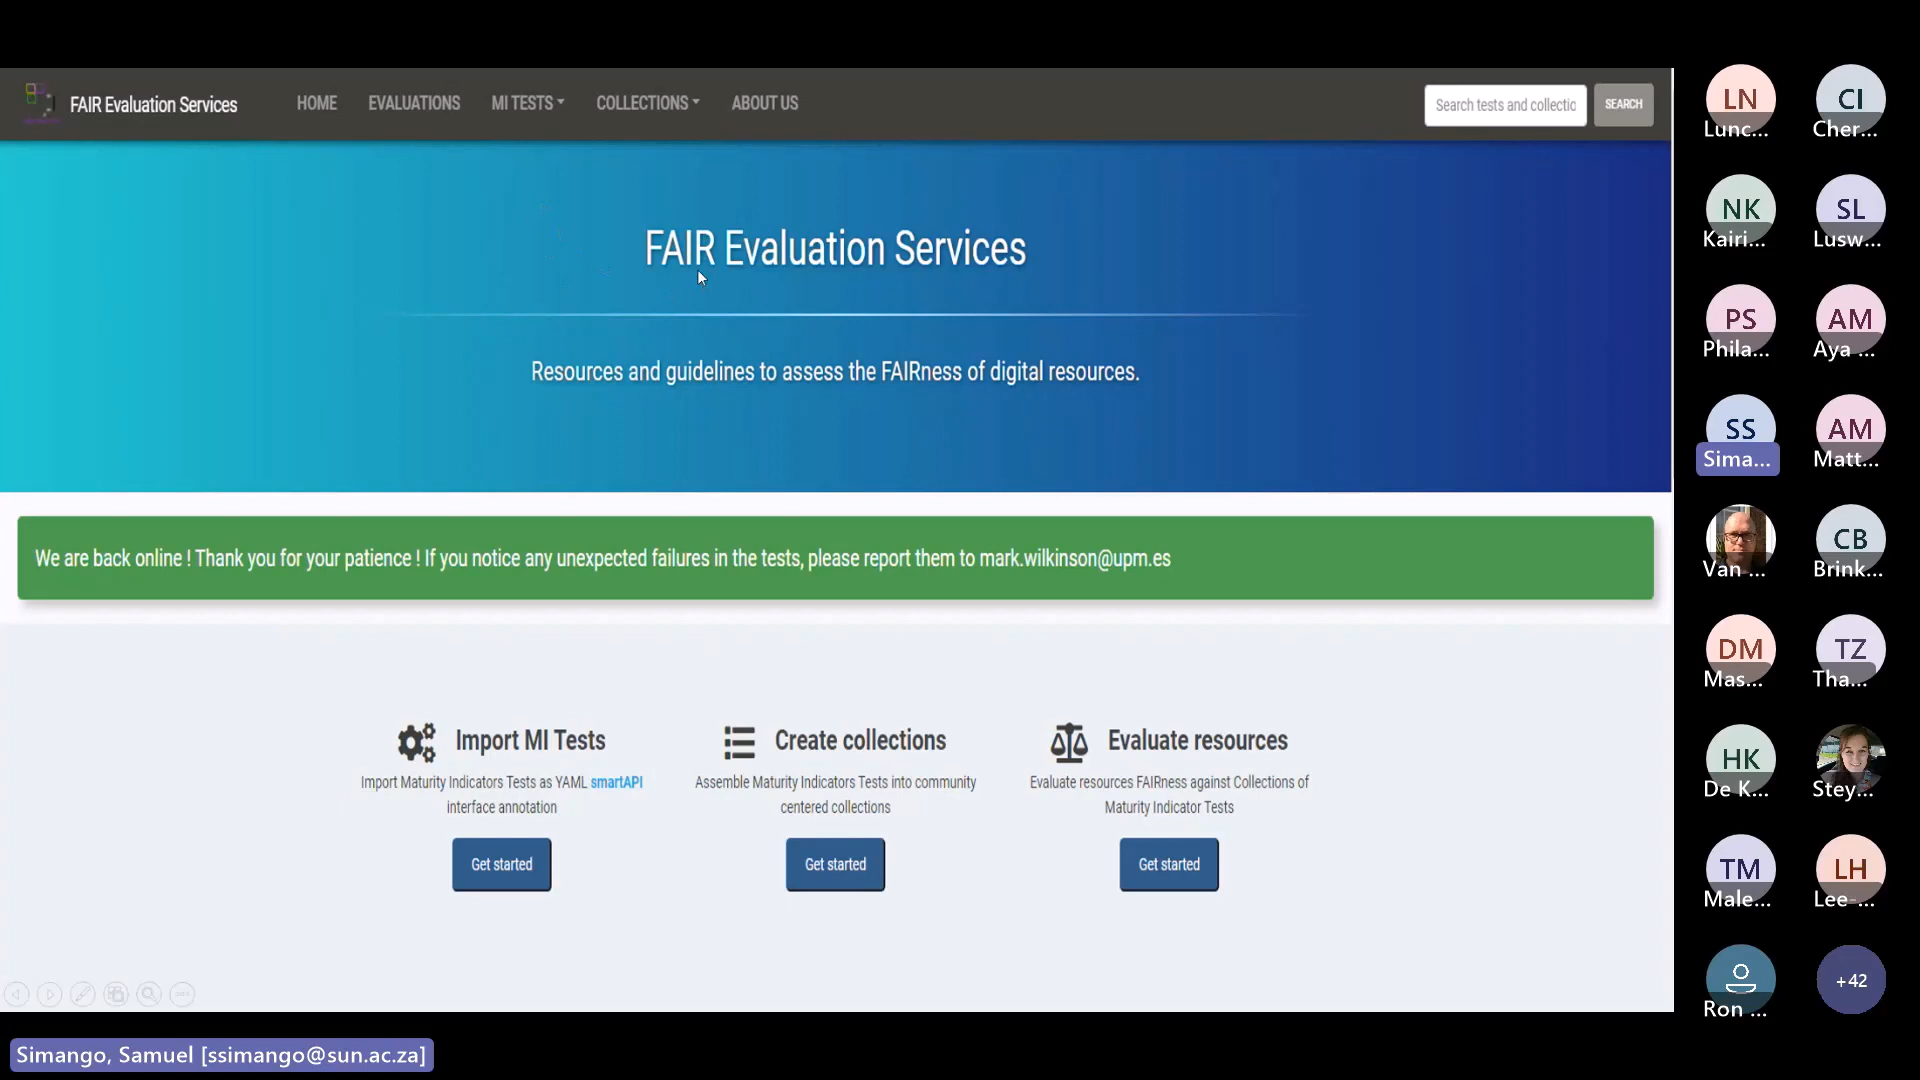 FAIR Evaluation Services
HOME
EVALUATIONS
MI TESTS
COLLECTIONS
ABOUT US
Search tests and collectic
SEARCH
FAIR Evaluation Services
Resources and guidelines to assess the FAIRness of digital resources.
We are back online ! Thank you for your patience ! If you notice any unexpected failures in the tests, please report them to mark.wilkinson@upm.es
Import MI Tests
Import Maturity Indicators Tests as YAML smartAPI
interface annotation
Get started
Create collections
Assemble Maturity Indicators Tests into community
centered collections
Get started
Evaluate resources
Evaluate resources FAIRness against Collections of
Maturity Indicator Tests
Get started
LN
Lunc...
CI
Cher...
NK
Kairi...
SL
Lusw...
PS
Phila...
AM
Aya ...
SS
Sima...
AM
Matt...
Van ...
CB
Brink...
DM
Mas...
TZ
Tha...
HK
De K...
Stey...
TM
Male...
LH
Lee-...
Ron ...
+42
Simango, Samuel [ssimango@sun.ac.za]